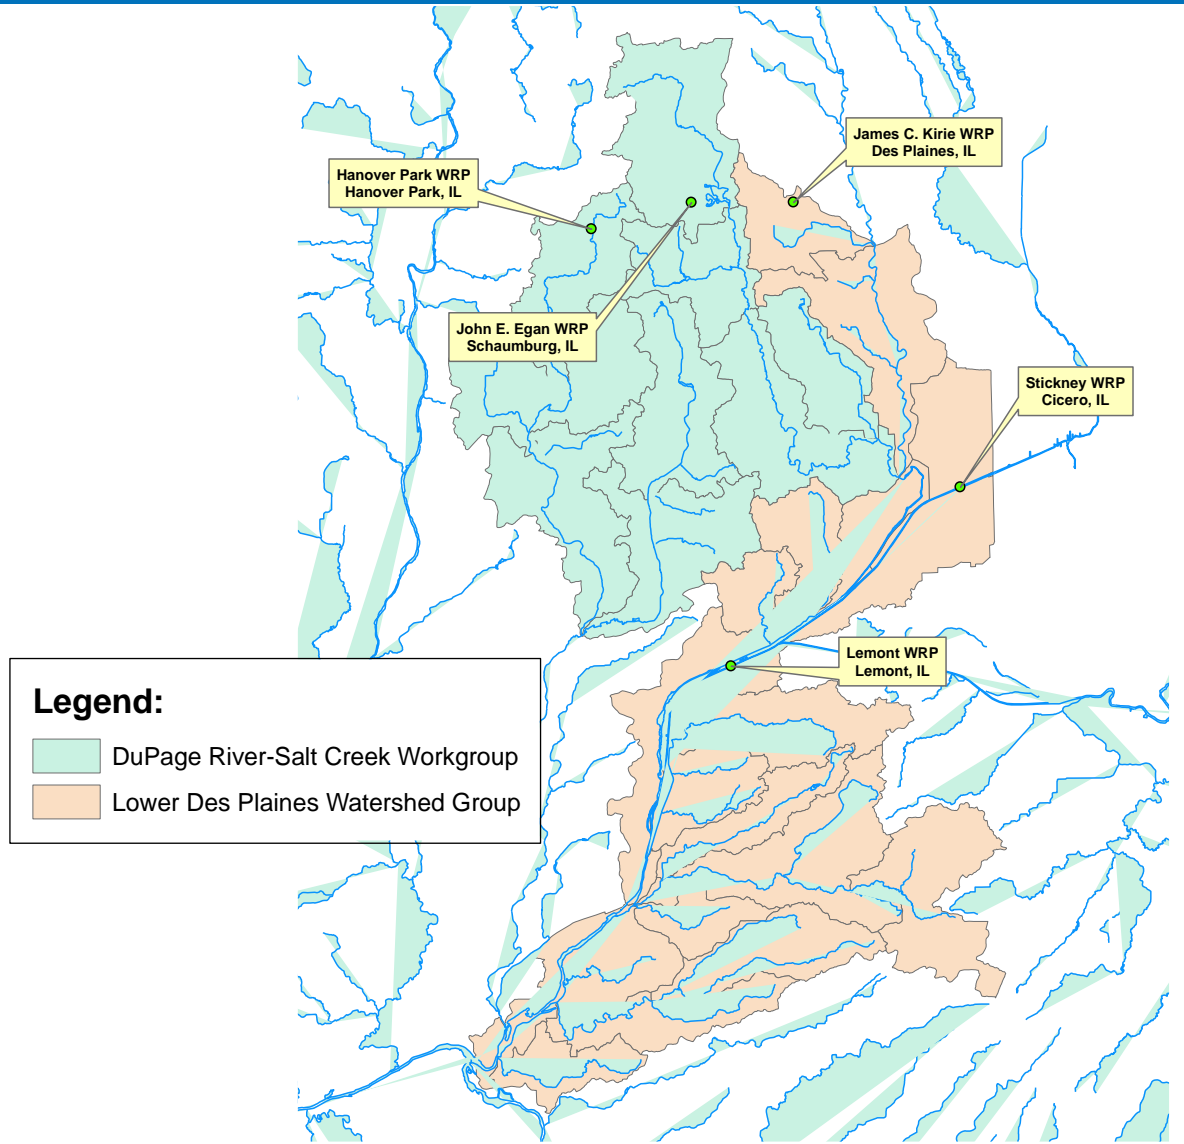 James C. Kirie WRP
Des Plaines, IL
Hanover Park WRP
Hanover Park, IL
John E. Egan WRP
Schaumburg, IL
Stickney WRP
Cicero, IL
Lemont WRP
Lemont, IL
Legend:
DuPage River-Salt Creek Workgroup
Lower Des Plaines Watershed Group